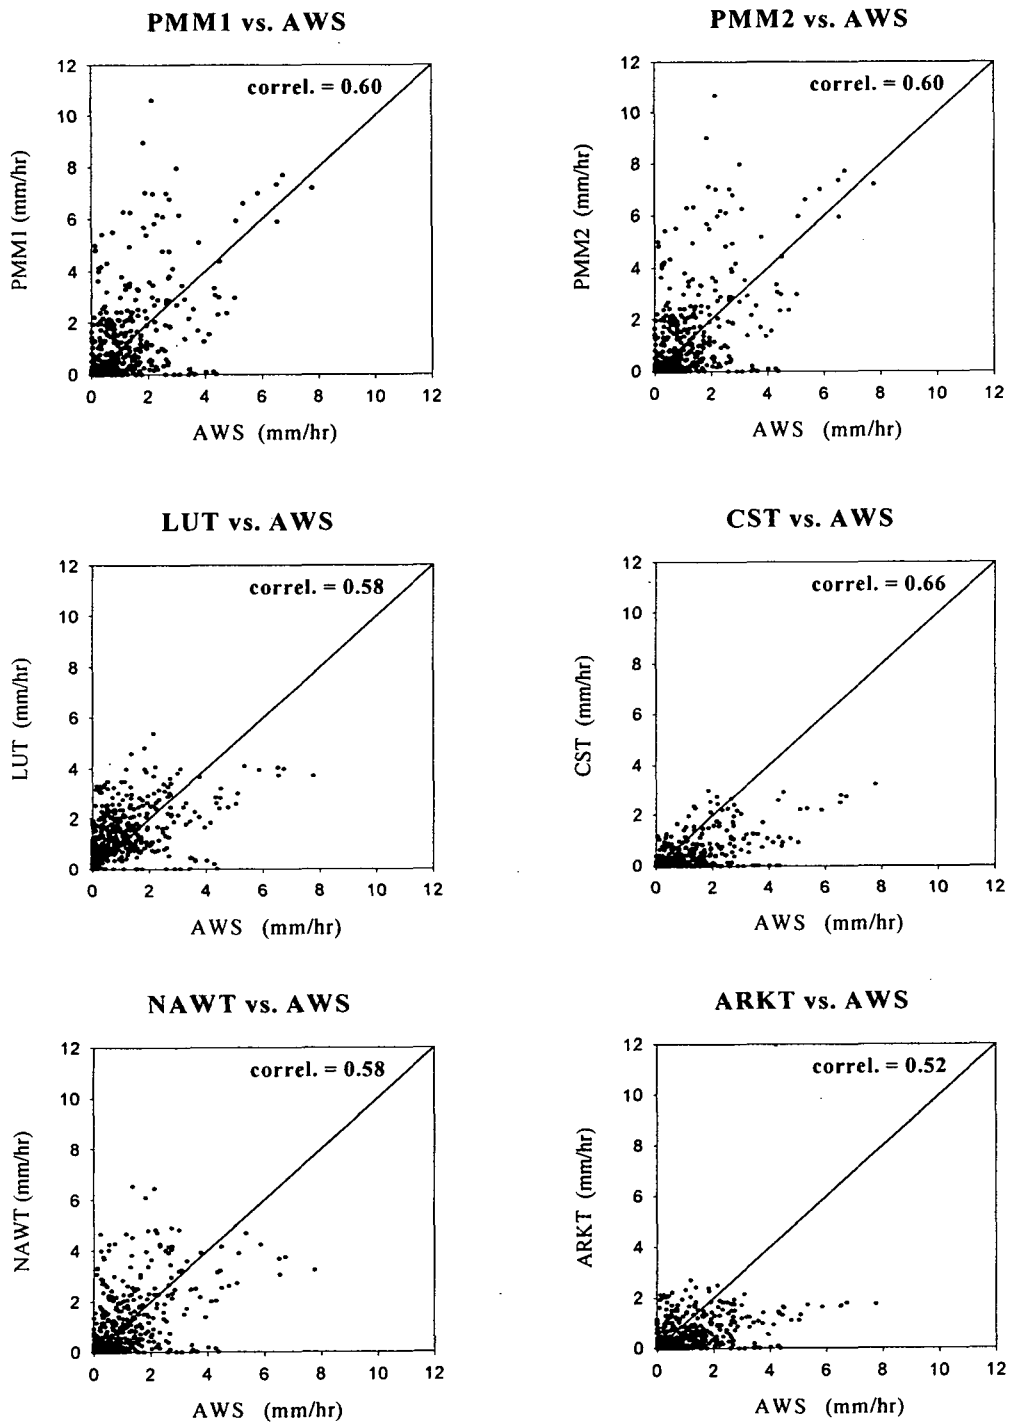 PMM1 vs. AWS
correl. = 0.60
12
10
8
6
4
2
0
PMM1 (mm/hr)
0 2 4 6 8 10 12
AWS (mm/hr)
PMM2 vs. AWS
correl. = 0.60
12
10
8
6
4
2
0
PMM2 (mm/hr)
0 2 4 6 8 10 12
AWS (mm/hr)
LUT vs. AWS
correl. = 0.58
12
10
8
6
4
2
0
LUT (mm/hr)
0 2 4 6 8 10 12
AWS (mm/hr)
CST vs. AWS
correl. = 0.66
12
10
8
6
4
2
0
CST (mm/hr)
0 2 4 6 8 10 12
AWS (mm/hr)
NAWT vs. AWS
correl. = 0.58
12
10
8
6
4
2
0
NAWT (mm/hr)
0 2 4 6 8 10 12
AWS (mm/hr)
ARKT vs. AWS
correl. = 0.52
12
10
8
6
4
2
0
ARKT (mm/hr)
0 2 4 6 8 10 12
AWS (mm/hr)